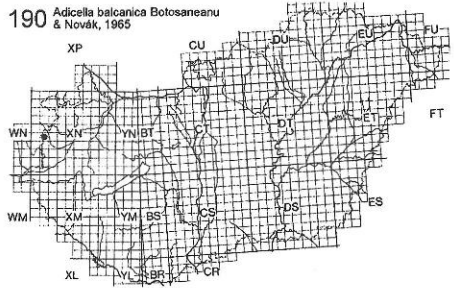 190 Adicella balcanica Botosaneanu
& Novák, 1965
XP CU DU EU FU
WN XN YN BT CT DT ET FT
WM XM YM BS CS DS ES
XL YL BR CR